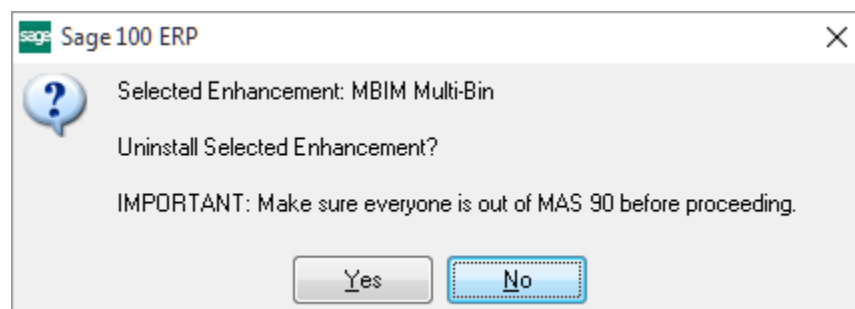 sage Sage 100 ERP
Selected Enhancement: MBIM Multi-Bin
Uninstall Selected Enhancement?
IMPORTANT: Make sure everyone is out of MAS 90 before proceeding.
Yes No